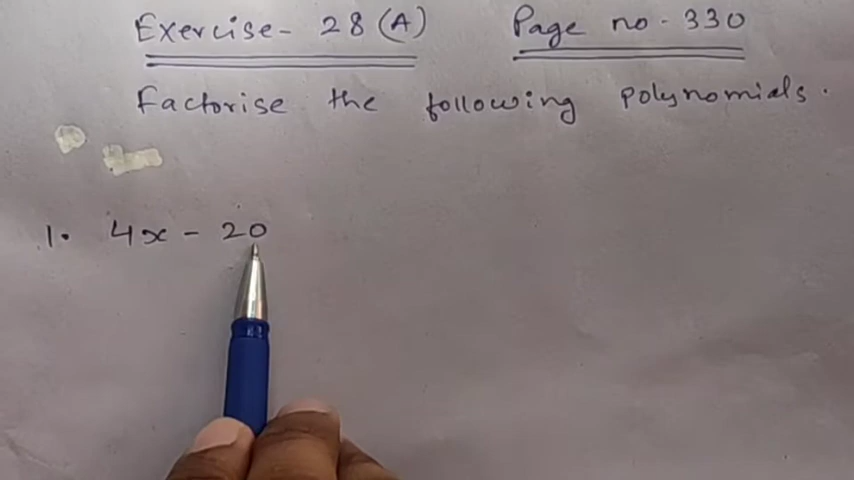 Exercise- 28 (A) Page no. 330
Factorise the following polynomials.
1. 4x - 20